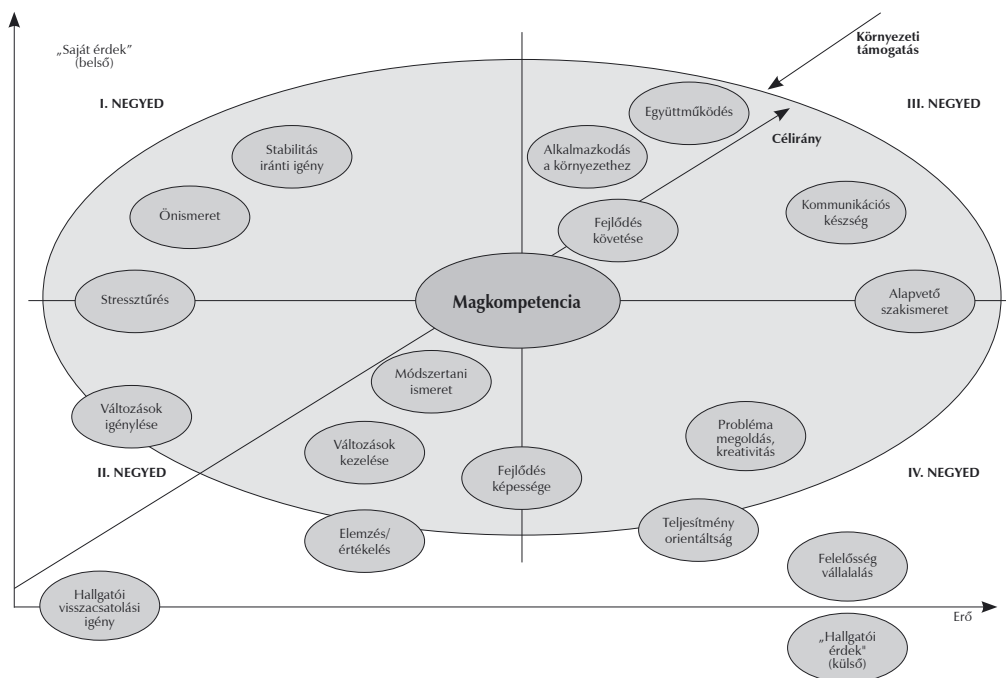 „Saját érdek"
(belső)
Környezeti
támogatás
I. NEGYED
III. NEGYED
Együttműködés
Célirány
Stabilitás
iránti igény
Alkalmazkodás
a környezethez
Önismeret
Fejlődés
követése
Kommunikációs
készség
Stressztűrés
Magkompetencia
Alapvető
szakismeret
Módszertani
ismeret
Változások
igénylése
Változások
kezelése
Probléma
megoldás,
kreativitás
II. NEGYED
Fejlődés
képessége
IV. NEGYED
Elemzés/
értékelés
Teljesítmény
orientáltság
Felelősség
vállalalás
Hallgatói
visszacsatolási
igény
Erő
„Hallgatói
érdek"
(külső)